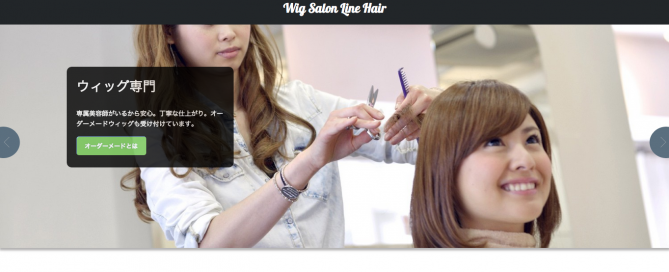 Wig Salon Line Hair
ウィッグ専門
専属美容師がいるから安心。丁寧な仕上がり。オー
ダーメードウィッグも受け付けています。
オーダーメードとは